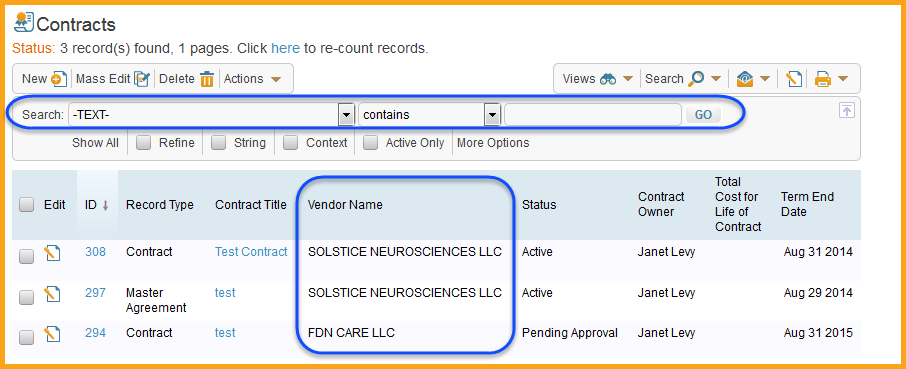 Contracts
Status: 3 record(s) found, 1 pages. Click here to re-count records.
New Mass Edit Delete Actions Views Search
Search: -TEXT- contains GO
Show All Refine String Context Active Only More Options
Edit ID Record Type Contract Title Vendor Name Status Contract Owner Total Cost for Life of Contract Term End Date
308 Contract Test Contract SOLSTICE NEUROSCIENCES LLC Active Janet Levy Aug 31 2014
297 Master Agreement test SOLSTICE NEUROSCIENCES LLC Active Janet Levy Aug 29 2014
294 Contract test FDN CARE LLC Pending Approval Janet Levy Aug 31 2015